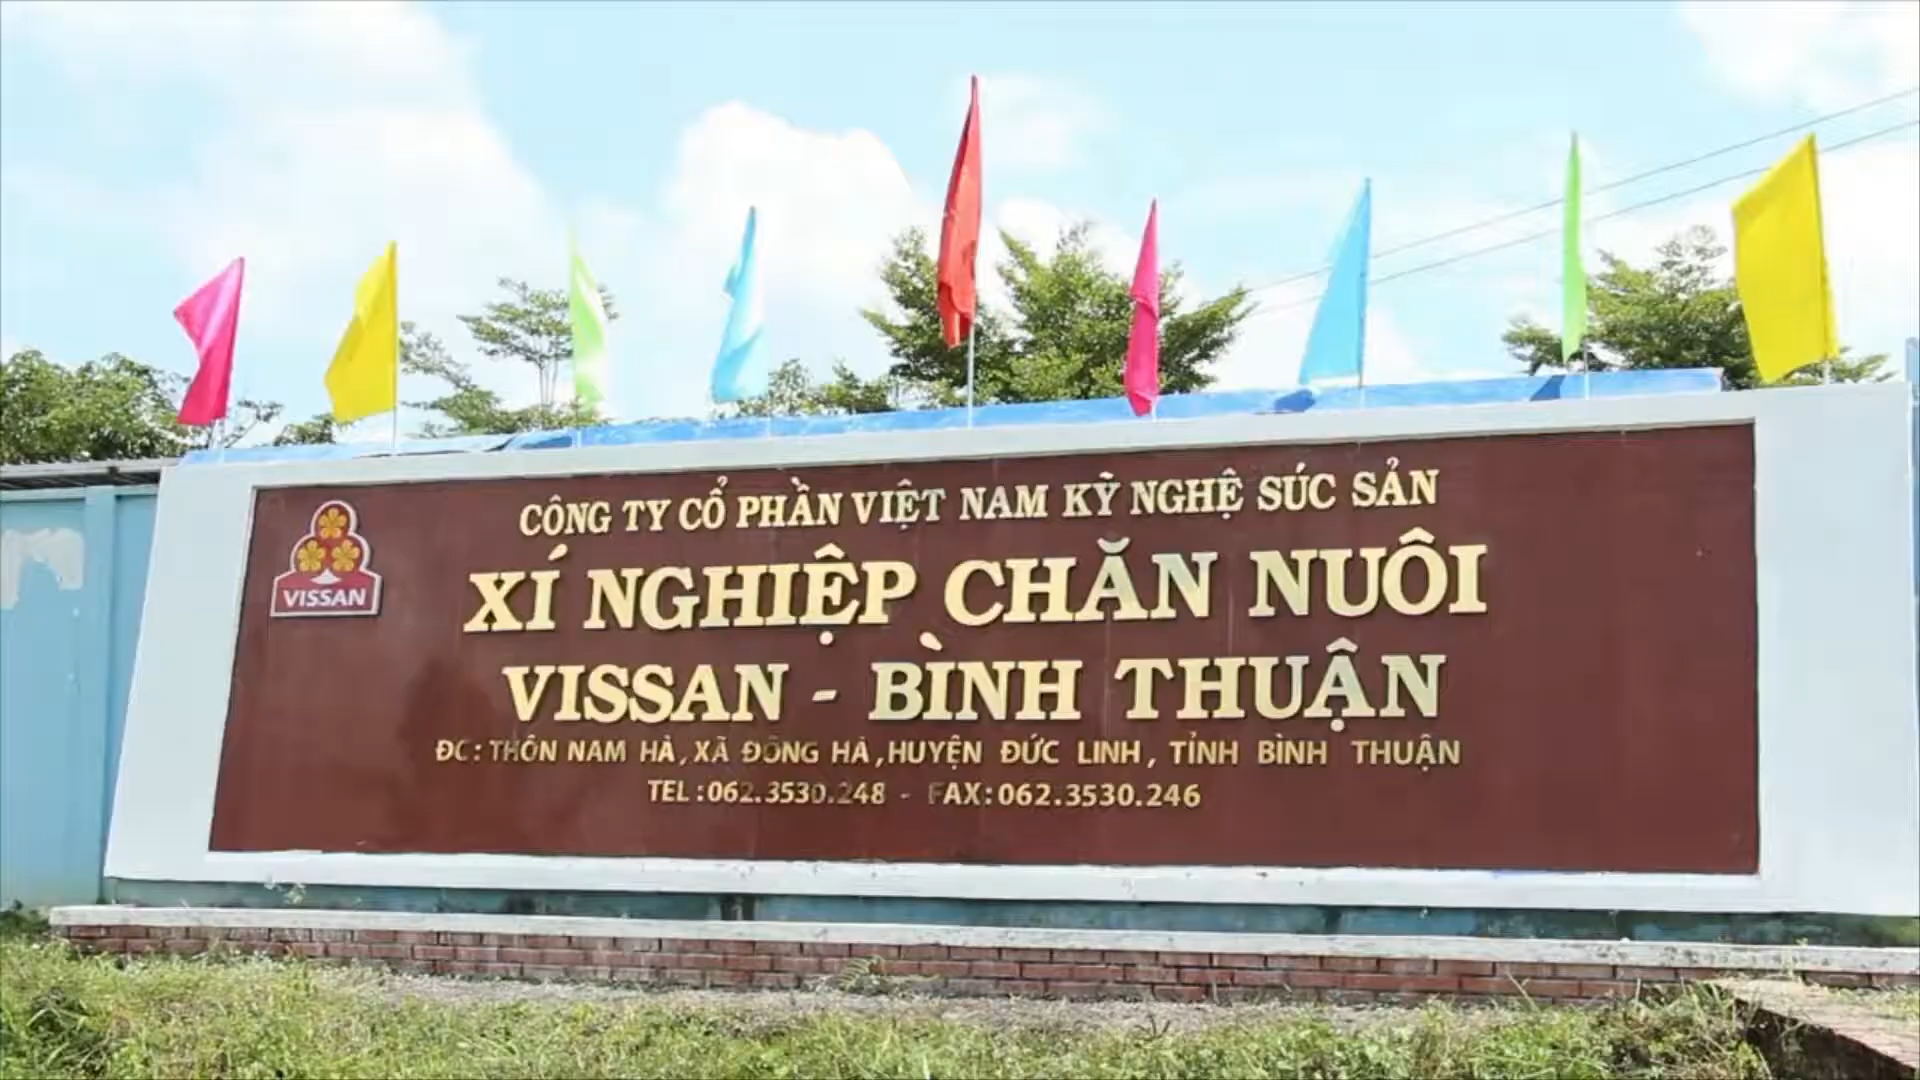 CÔNG TY CỔ PHẦN VIỆT NAM KỸ NGHỆ SÚC SẢN
VISSAN
XÍ NGHIỆP CHĂN NUÔI
VISSAN - BÌNH THUẬN
ĐC: THÔN NAM HÀ, XÃ ĐÔNG HÀ, HUYỆN ĐỨC LINH, TỈNH BÌNH THUẬN
TEL: 062.3530.248 - FAX: 062.3530.246